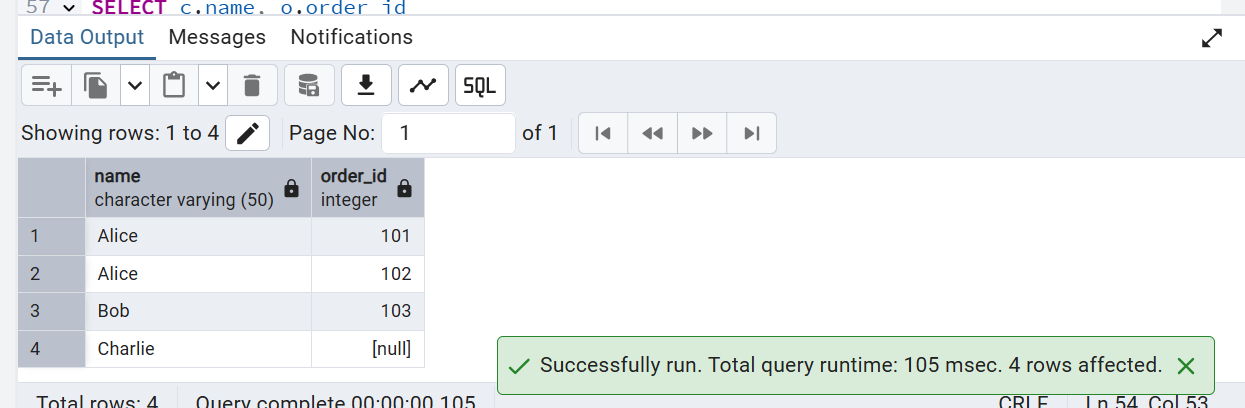 57 SELECT c.name, o.order_id
Data Output Messages Notifications
SQL
Showing rows: 1 to 4 Page No: 1 of 1
name order_id
character varying (50) integer
1 Alice 101
2 Alice 102
3 Bob 103
4 Charlie [null]
Successfully run. Total query runtime: 105 msec. 4 rows affected.
Total rows: 4 Query complete 00:00:00.105 CRLF Ln 54, Col 53